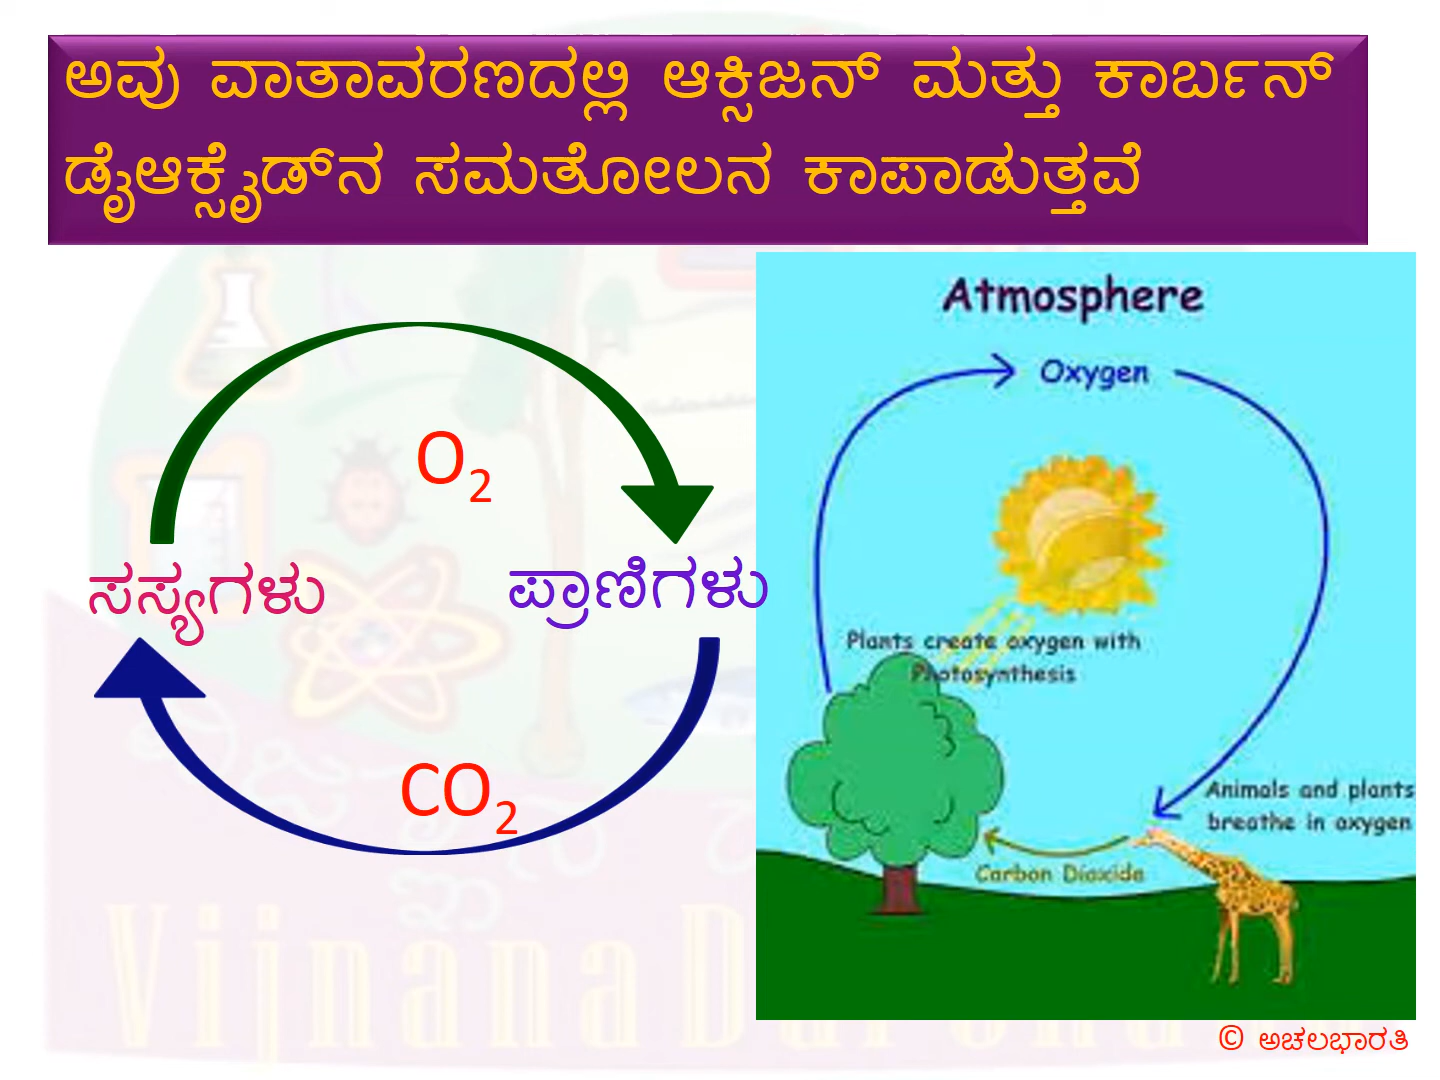 ಅವು ವಾತಾವರಣದಲ್ಲಿ ಆಕ್ಸಿಜನ್ ಮತ್ತು ಕಾರ್ಬನ್
ಡೈಆಕ್ಸೈಡ್‌ನ ಸಮತೋಲನ ಕಾಪಾಡುತ್ತವೆ
O₂
ಸಸ್ಯಗಳು
ಪ್ರಾಣಿಗಳು
CO₂
Atmosphere
Oxygen
Plants create oxygen with
Photosynthesis
Animals and plants
breathe in oxygen
Carbon Dioxide
Vijnana
© ಅಚಲಭಾರತಿ